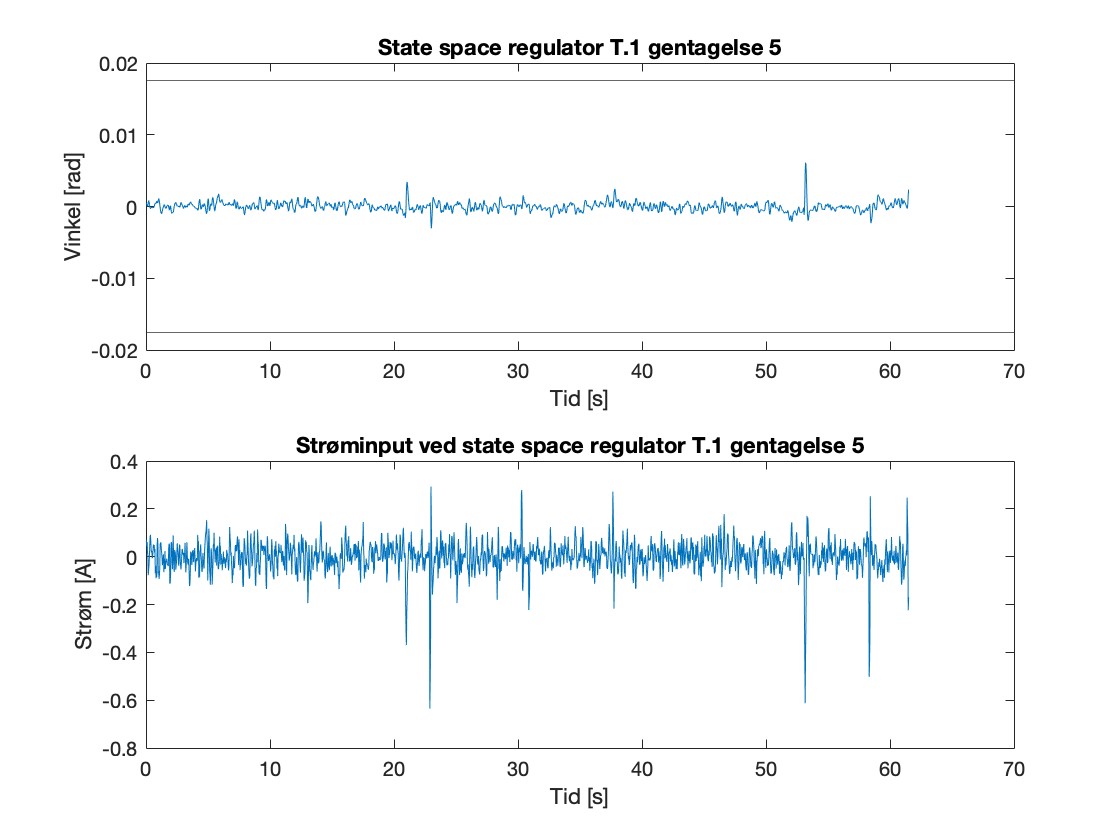 State space regulator T.1 gentagelse 5
0.02
0.01
0
-0.01
-0.02
Vinkel [rad]
0 10 20 30 40 50 60 70
Tid [s]
Strøminput ved state space regulator T.1 gentagelse 5
0.4
0.2
0
-0.2
-0.4
-0.6
-0.8
Strøm [A]
0 10 20 30 40 50 60 70
Tid [s]